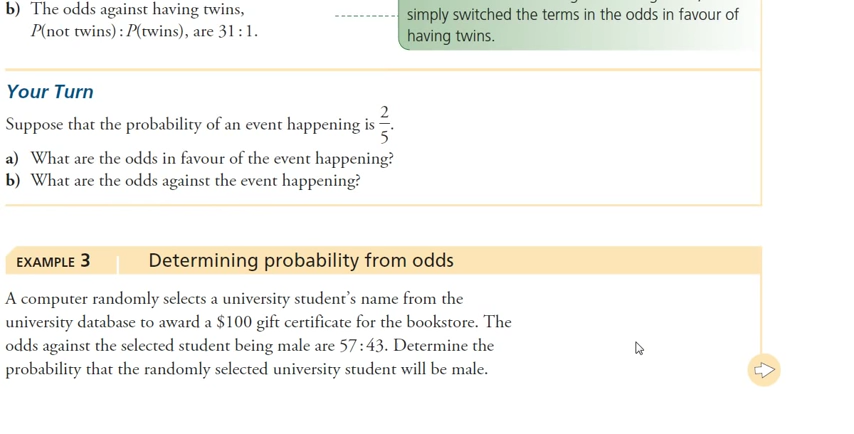 b) The odds against having twins,
P(not twins) : P(twins), are 31 : 1.
simply switched the terms in the odds in favour of
having twins.
Your Turn
Suppose that the probability of an event happening is 2/5.
a) What are the odds in favour of the event happening?
b) What are the odds against the event happening?
EXAMPLE 3 Determining probability from odds
A computer randomly selects a university student's name from the
university database to award a $100 gift certificate for the bookstore. The
odds against the selected student being male are 57 : 43. Determine the
probability that the randomly selected university student will be male.